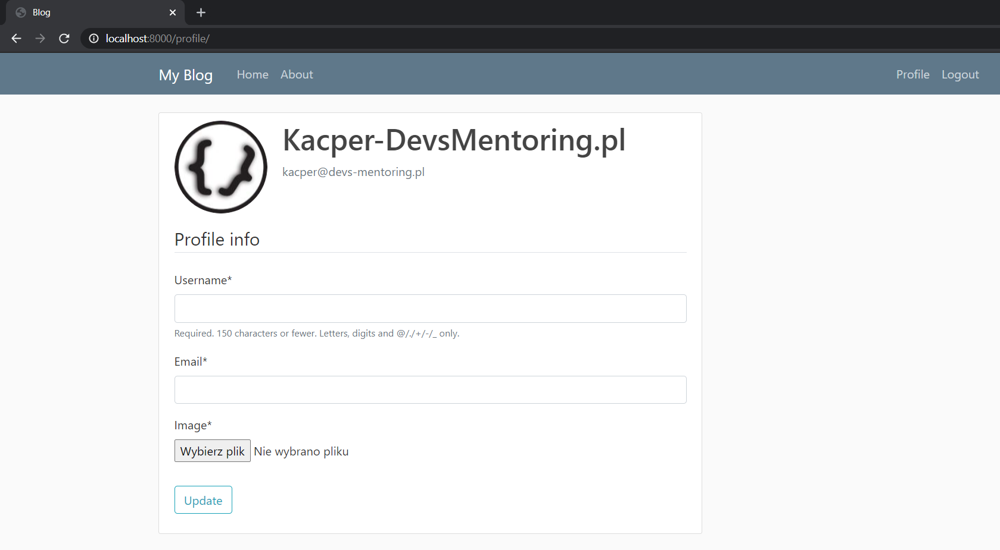 Blog
localhost:8000/profile/
My Blog Home About Profile Logout
Kacper-DevsMentoring.pl
kacper@devs-mentoring.pl
Profile info
Username*
Required. 150 characters or fewer. Letters, digits and @/./+/-/_ only.
Email*
Image*
Wybierz plik Nie wybrano pliku
Update